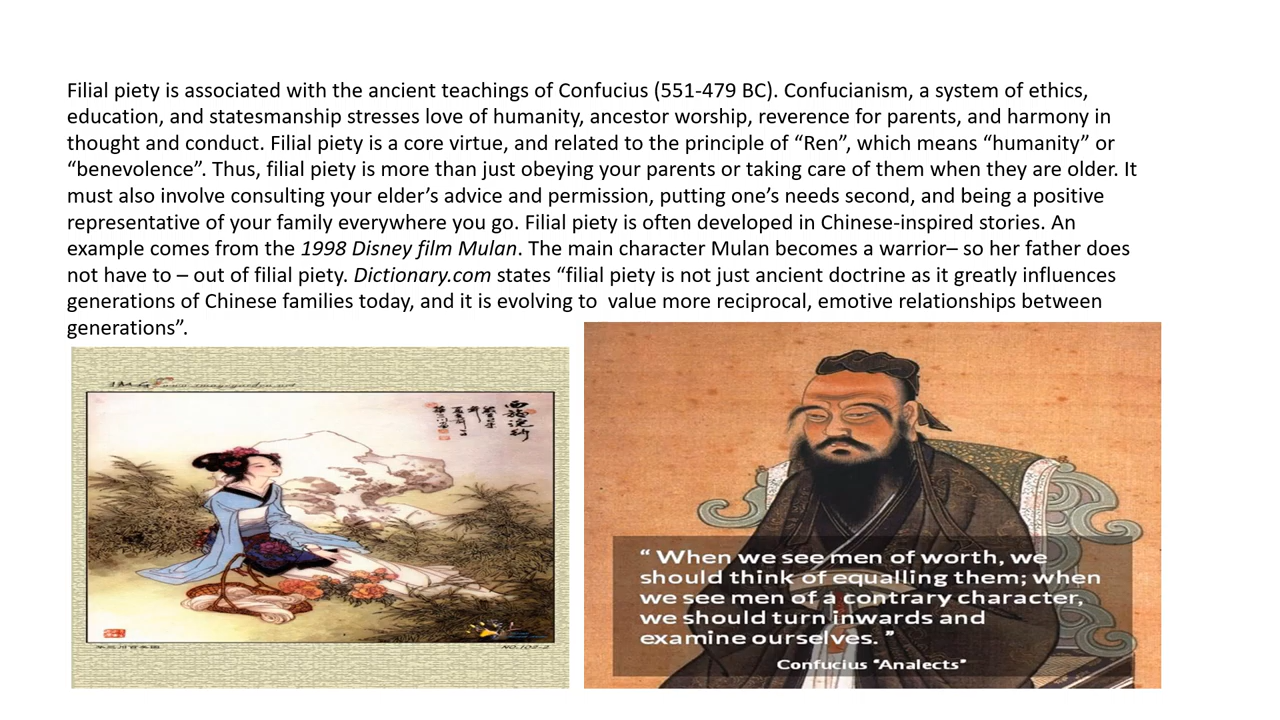 Filial piety is associated with the ancient teachings of Confucius (551-479 BC). Confucianism, a system of ethics,
education, and statesmanship stresses love of humanity, ancestor worship, reverence for parents, and harmony in
thought and conduct. Filial piety is a core virtue, and related to the principle of “Ren”, which means “humanity” or
“benevolence”. Thus, filial piety is more than just obeying your parents or taking care of them when they are older. It
must also involve consulting your elder’s advice and permission, putting one’s needs second, and being a positive
representative of your family everywhere you go. Filial piety is often developed in Chinese-inspired stories. An
example comes from the 1998 Disney film Mulan. The main character Mulan becomes a warrior– so her father does
not have to – out of filial piety. Dictionary.com states “filial piety is not just ancient doctrine as it greatly influences
generations of Chinese families today, and it is evolving to  value more reciprocal, emotive relationships between
generations”.
西施浣紗
“ When we see men of worth, we
should think of equalling them; when
we see men of a contrary character,
we should turn inwards and
examine ourselves. ”
Confucius “Analects”